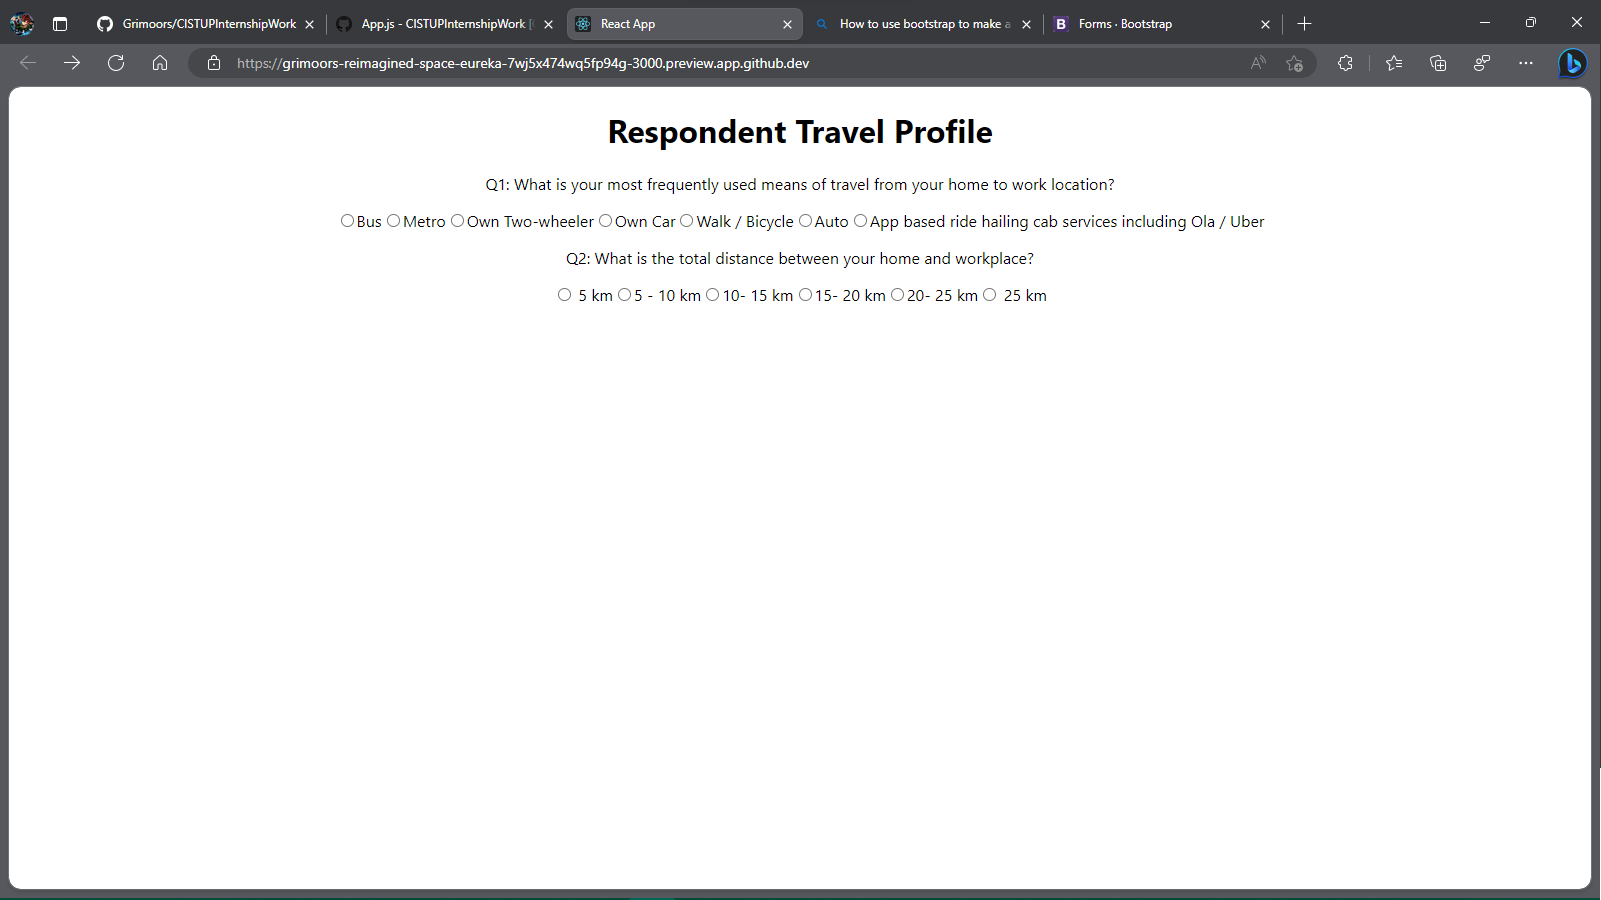 Grimoors/CISTUPInternshipWork
App.js - CISTUPInternshipWork [
React App
How to use bootstrap to make a
B Forms · Bootstrap
https://grimoors-reimagined-space-eureka-7wj5x474wq5fp94g-3000.preview.app.github.dev
Respondent Travel Profile
Q1: What is your most frequently used means of travel from your home to work location?
Bus Metro Own Two-wheeler Own Car Walk / Bicycle Auto App based ride hailing cab services including Ola / Uber
Q2: What is the total distance between your home and workplace?
5 km 5 - 10 km 10- 15 km 15- 20 km 20- 25 km 25 km